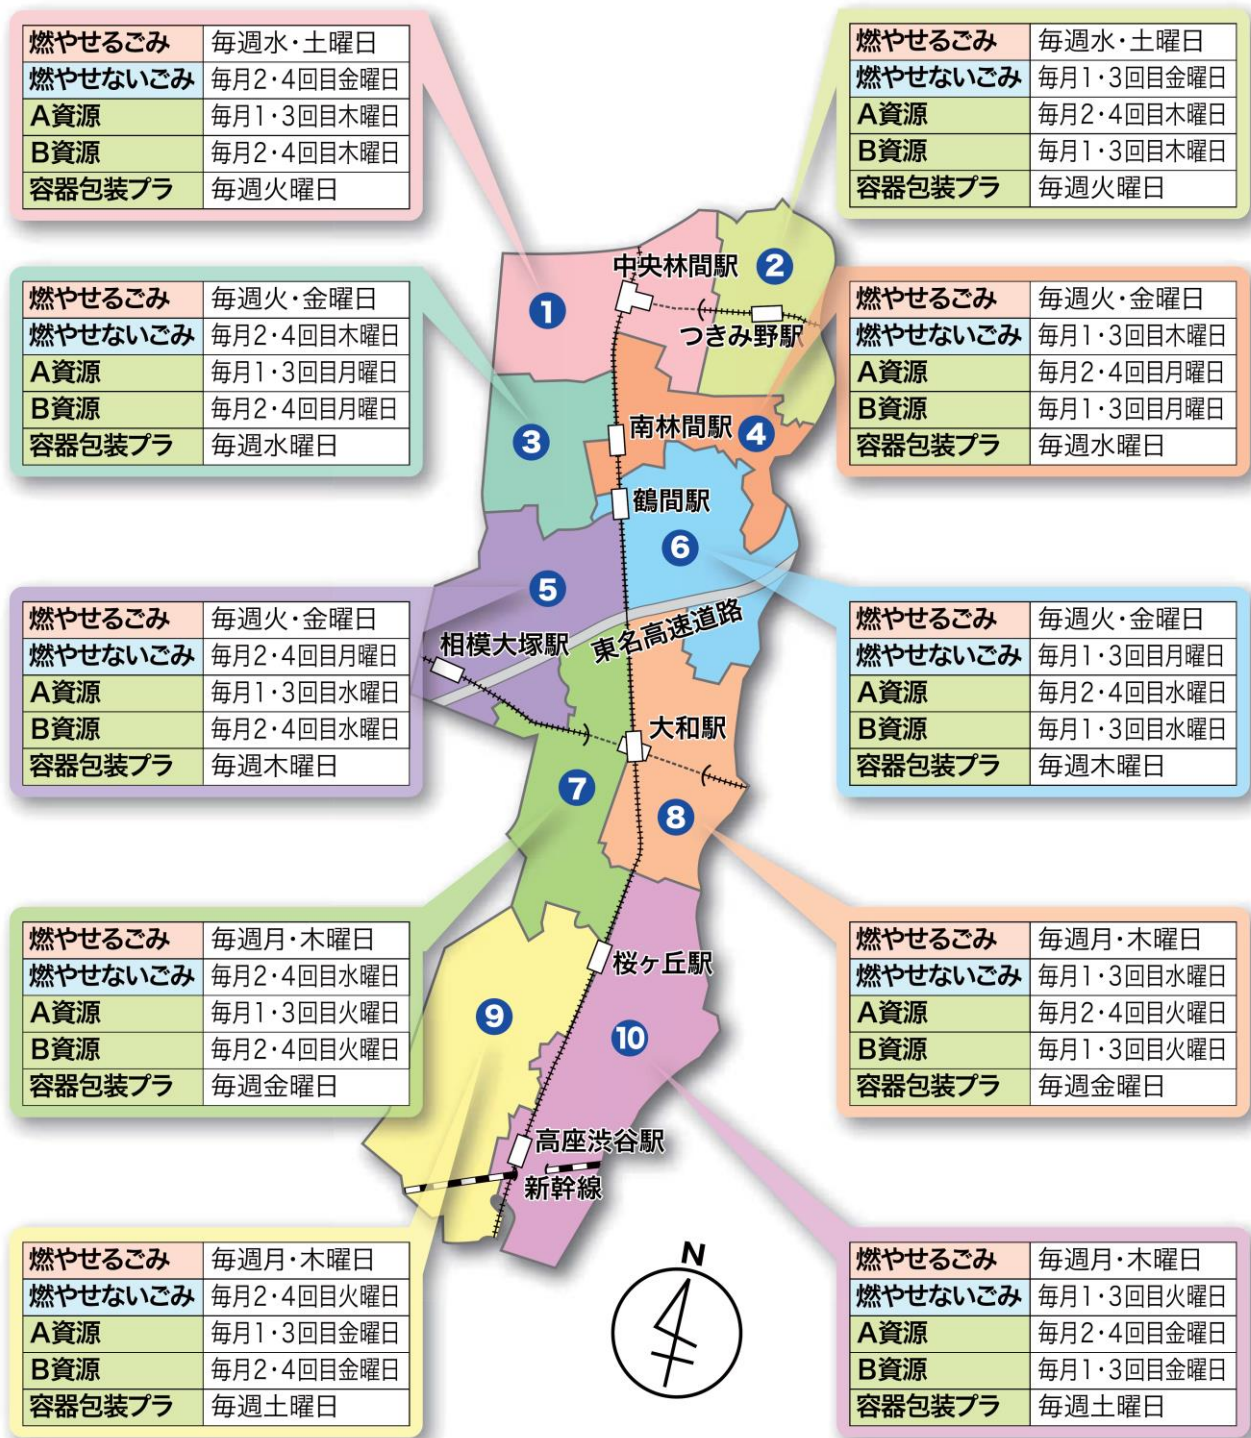 燃やせるごみ 毎週水・土曜日
燃やせないごみ 毎月2・4回目金曜日
A資源 毎月1・3回目木曜日
B資源 毎月2・4回目木曜日
容器包装プラ 毎週火曜日
燃やせるごみ 毎週水・土曜日
燃やせないごみ 毎月1・3回目金曜日
A資源 毎月2・4回目木曜日
B資源 毎月1・3回目木曜日
容器包装プラ 毎週火曜日
燃やせるごみ 毎週火・金曜日
燃やせないごみ 毎月2・4回目木曜日
A資源 毎月1・3回目月曜日
B資源 毎月2・4回目月曜日
容器包装プラ 毎週水曜日
燃やせるごみ 毎週火・金曜日
燃やせないごみ 毎月1・3回目木曜日
A資源 毎月2・4回目月曜日
B資源 毎月1・3回目月曜日
容器包装プラ 毎週水曜日
燃やせるごみ 毎週火・金曜日
燃やせないごみ 毎月2・4回目月曜日
A資源 毎月1・3回目水曜日
B資源 毎月2・4回目水曜日
容器包装プラ 毎週木曜日
燃やせるごみ 毎週火・金曜日
燃やせないごみ 毎月1・3回目月曜日
A資源 毎月2・4回目水曜日
B資源 毎月1・3回目水曜日
容器包装プラ 毎週木曜日
燃やせるごみ 毎週月・木曜日
燃やせないごみ 毎月2・4回目水曜日
A資源 毎月1・3回目火曜日
B資源 毎月2・4回目火曜日
容器包装プラ 毎週金曜日
燃やせるごみ 毎週月・木曜日
燃やせないごみ 毎月1・3回目水曜日
A資源 毎月2・4回目火曜日
B資源 毎月1・3回目火曜日
容器包装プラ 毎週金曜日
燃やせるごみ 毎週月・木曜日
燃やせないごみ 毎月2・4回目火曜日
A資源 毎月1・3回目金曜日
B資源 毎月2・4回目金曜日
容器包装プラ 毎週土曜日
燃やせるごみ 毎週月・木曜日
燃やせないごみ 毎月1・3回目火曜日
A資源 毎月2・4回目金曜日
B資源 毎月1・3回目金曜日
容器包装プラ 毎週土曜日
中央林間駅
2
1
つきみ野駅
南林間駅
4
3
鶴間駅
6
5
東名高速道路
相模大塚駅
大和駅
7
8
桜ヶ丘駅
9
10
高座渋谷駅
新幹線
N